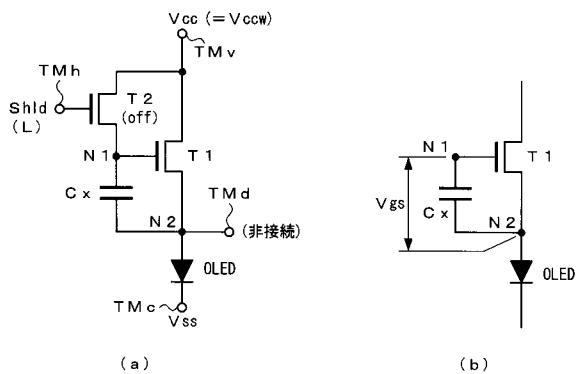 Vcc (=Vccw)
TMv
TMh
Shld
(L)
T2
(off)
N1
T1
Cx
N2
TMd
(非接続)
OLED
TMc
Vss
(a)
N1
T1
Vgs
Cx
N2
OLED
(b)